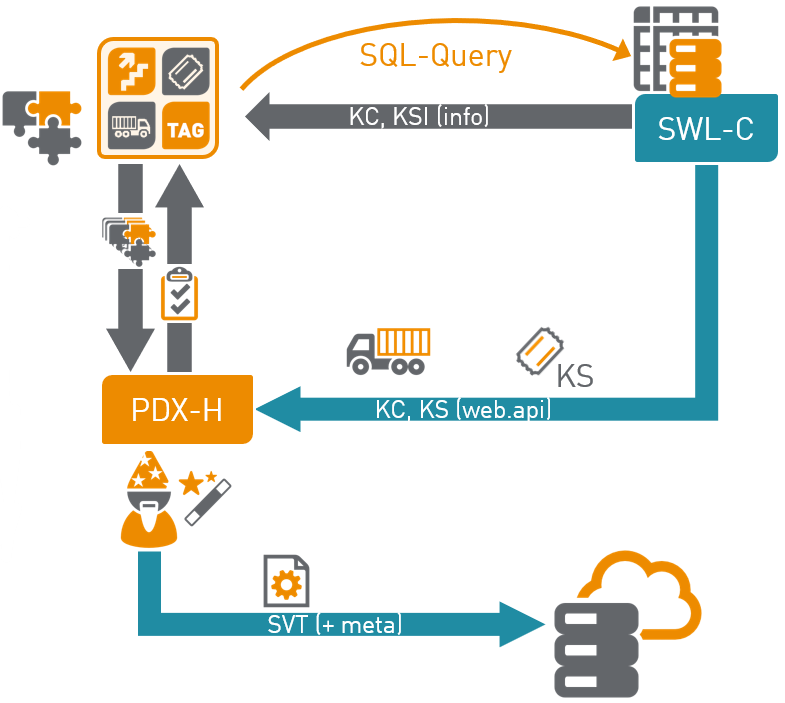 SQL-Query
TAG
KC, KSI (info)
SWL-C
KS
PDX-H
KC, KS (web.api)
SVT (+ meta)